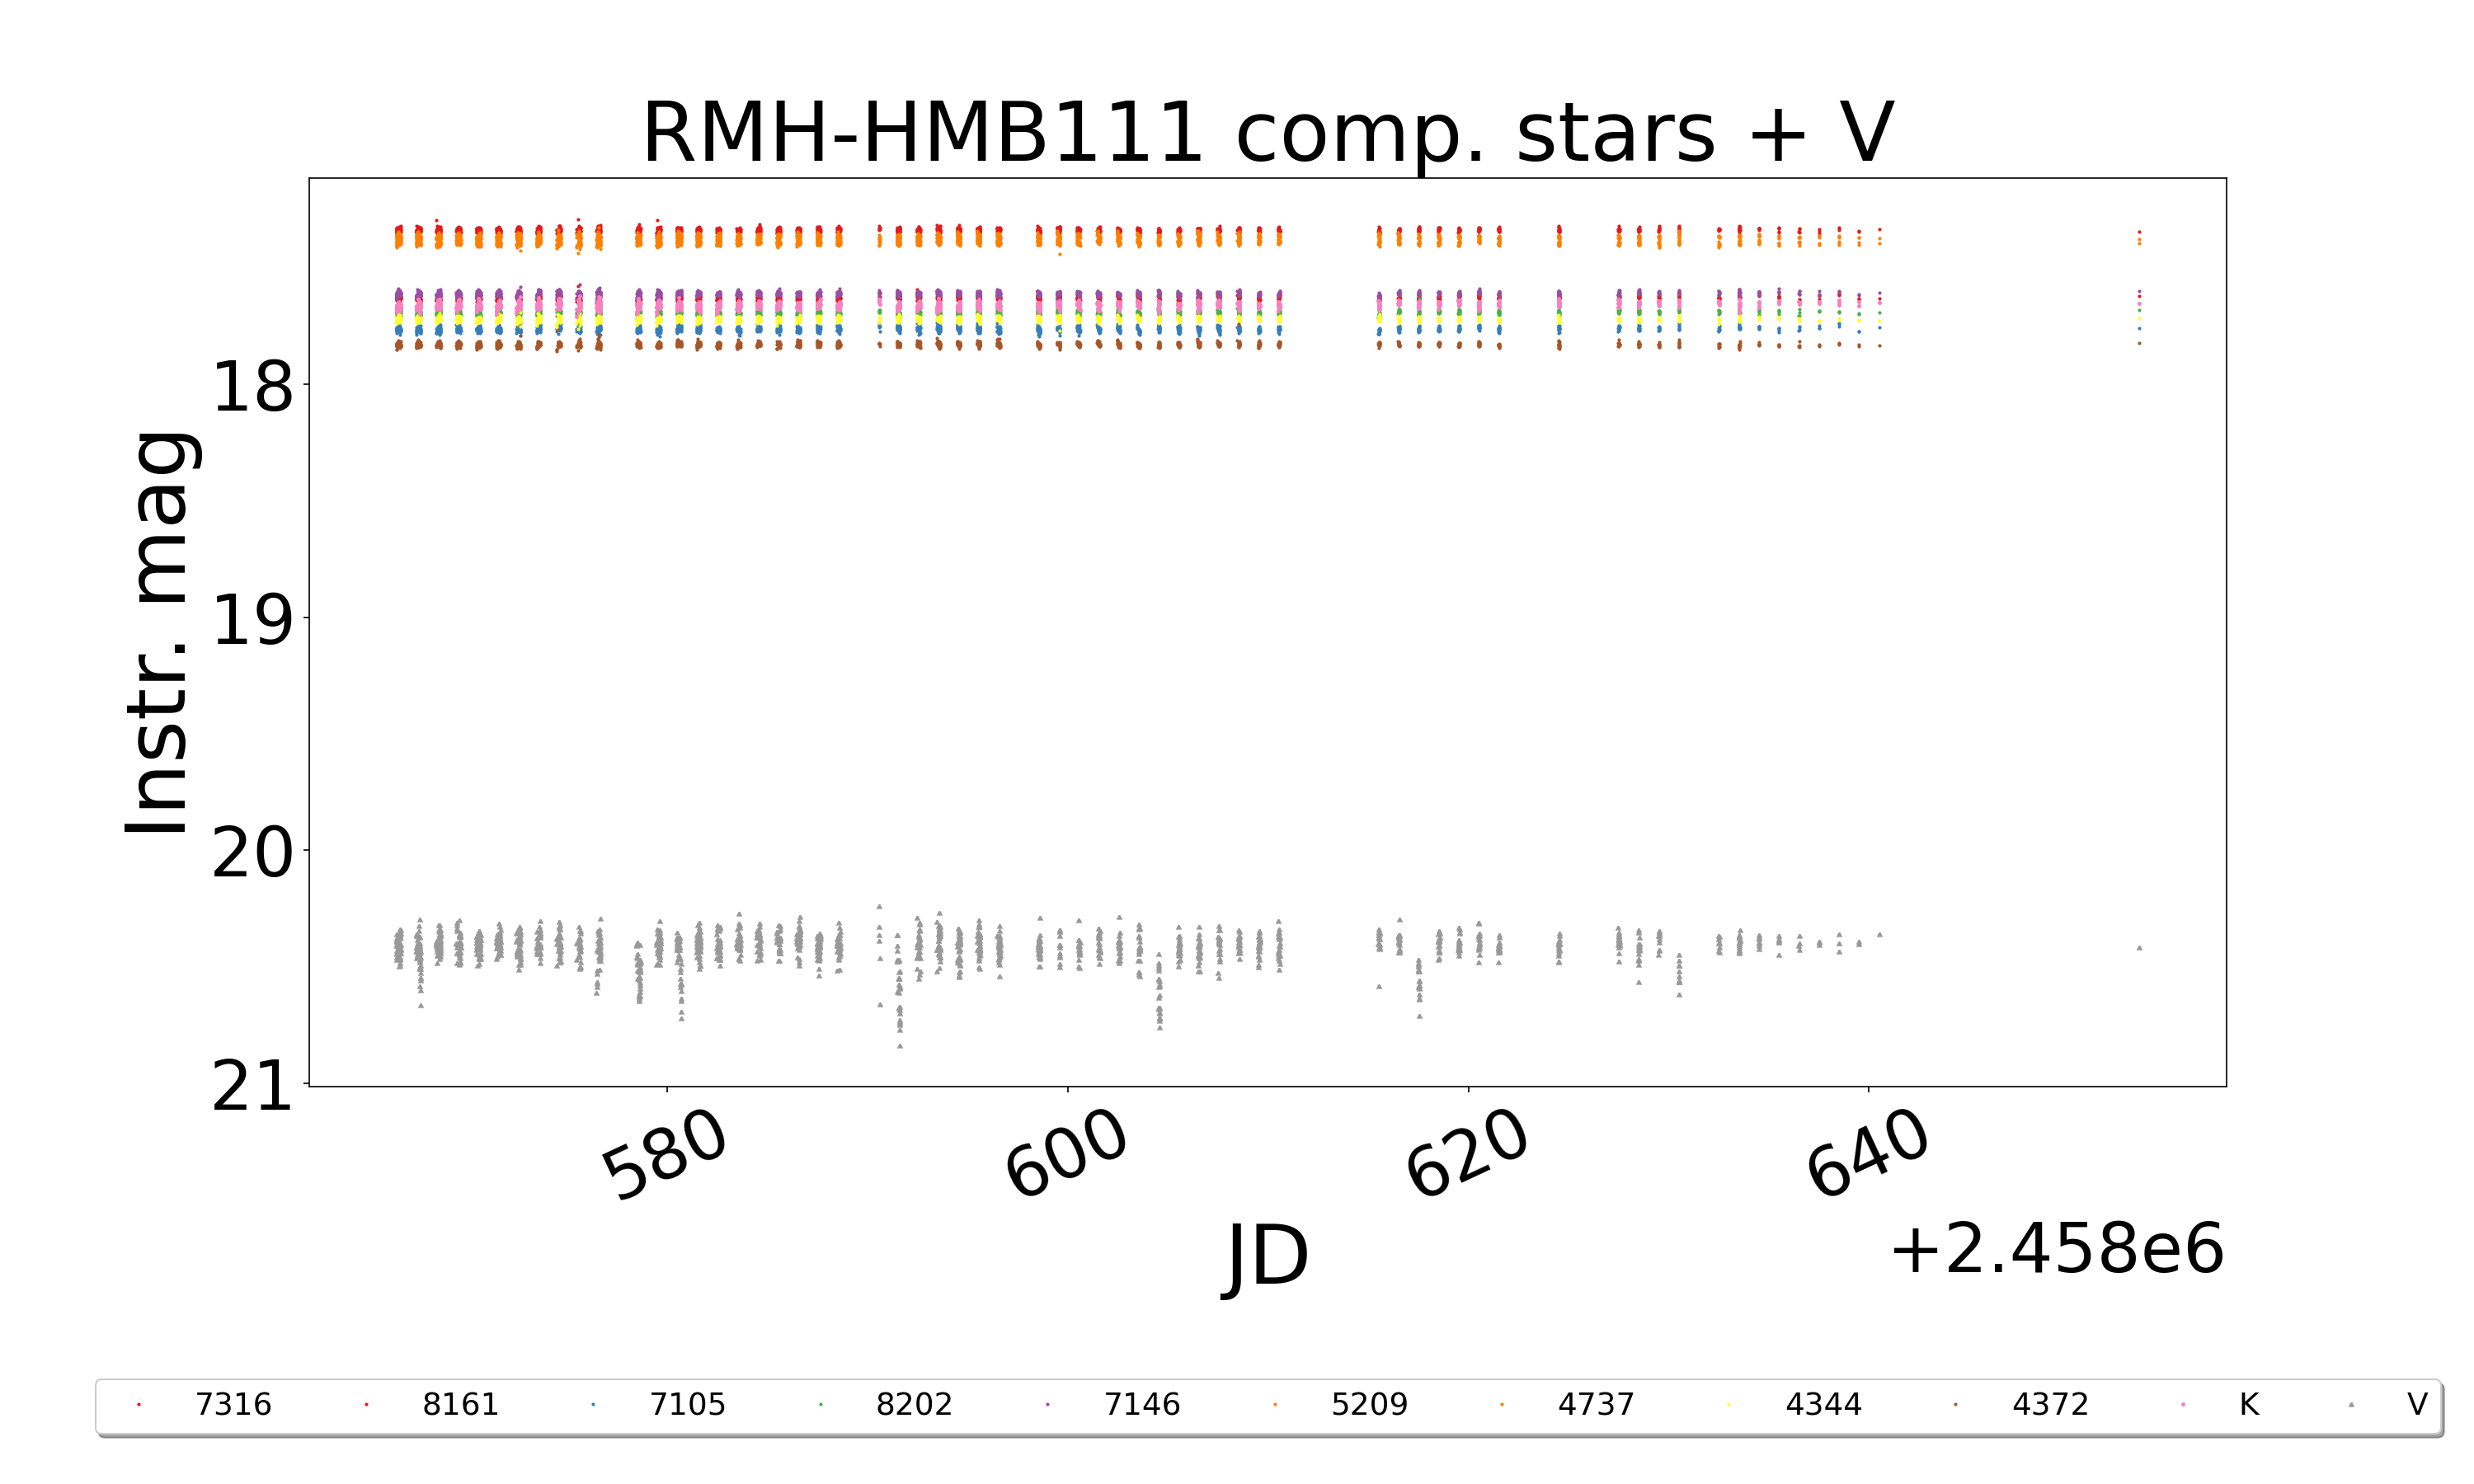 RMH-HMB111 comp. stars + V
Instr. mag
18
19
20
21
580 600 620 640
JD
+2.458e6
7316 8161 7105 8202 7146 5209 4737 4344 4372 K V